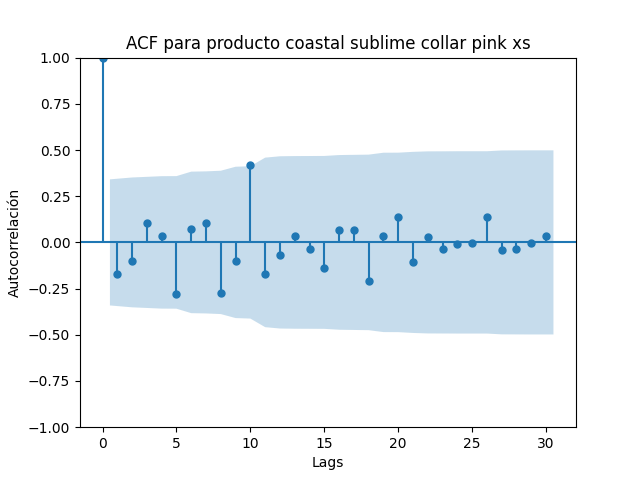 ACF para producto coastal sublime collar pink xs
1.00
0.75
0.50
0.25
0.00
−0.25
−0.50
−0.75
−1.00
Autocorrelación
0 5 10 15 20 25 30
Lags